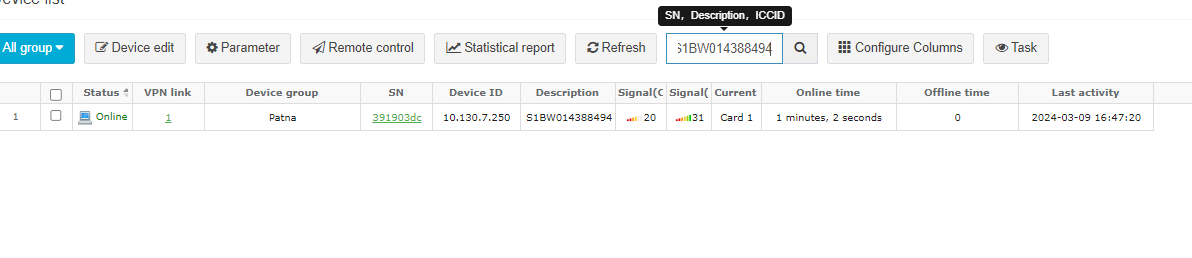 Device list
SN, Description, ICCID
All group Device edit Parameter Remote control Statistical report Refresh S1BW014388494 Configure Columns Task
Status VPN link Device group SN Device ID Description Signal(C Signal( Current Online time Offline time Last activity
1 Online 1 Patna 391903dc 10.130.7.250 S1BW014388494 20 31 Card 1 1 minutes, 2 seconds 0 2024-03-09 16:47:20